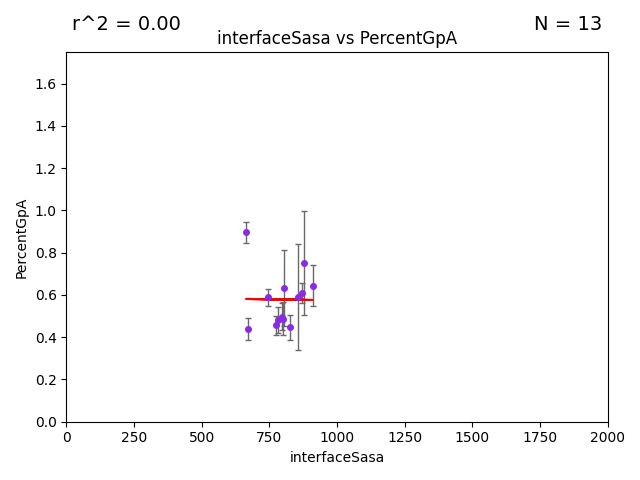 r^2 = 0.00
N = 13
interfaceSasa vs PercentGpA
1.6
1.4
1.2
1.0
0.8
0.6
0.4
0.2
0.0
PercentGpA
0 250 500 750 1000 1250 1500 1750 2000
interfaceSasa